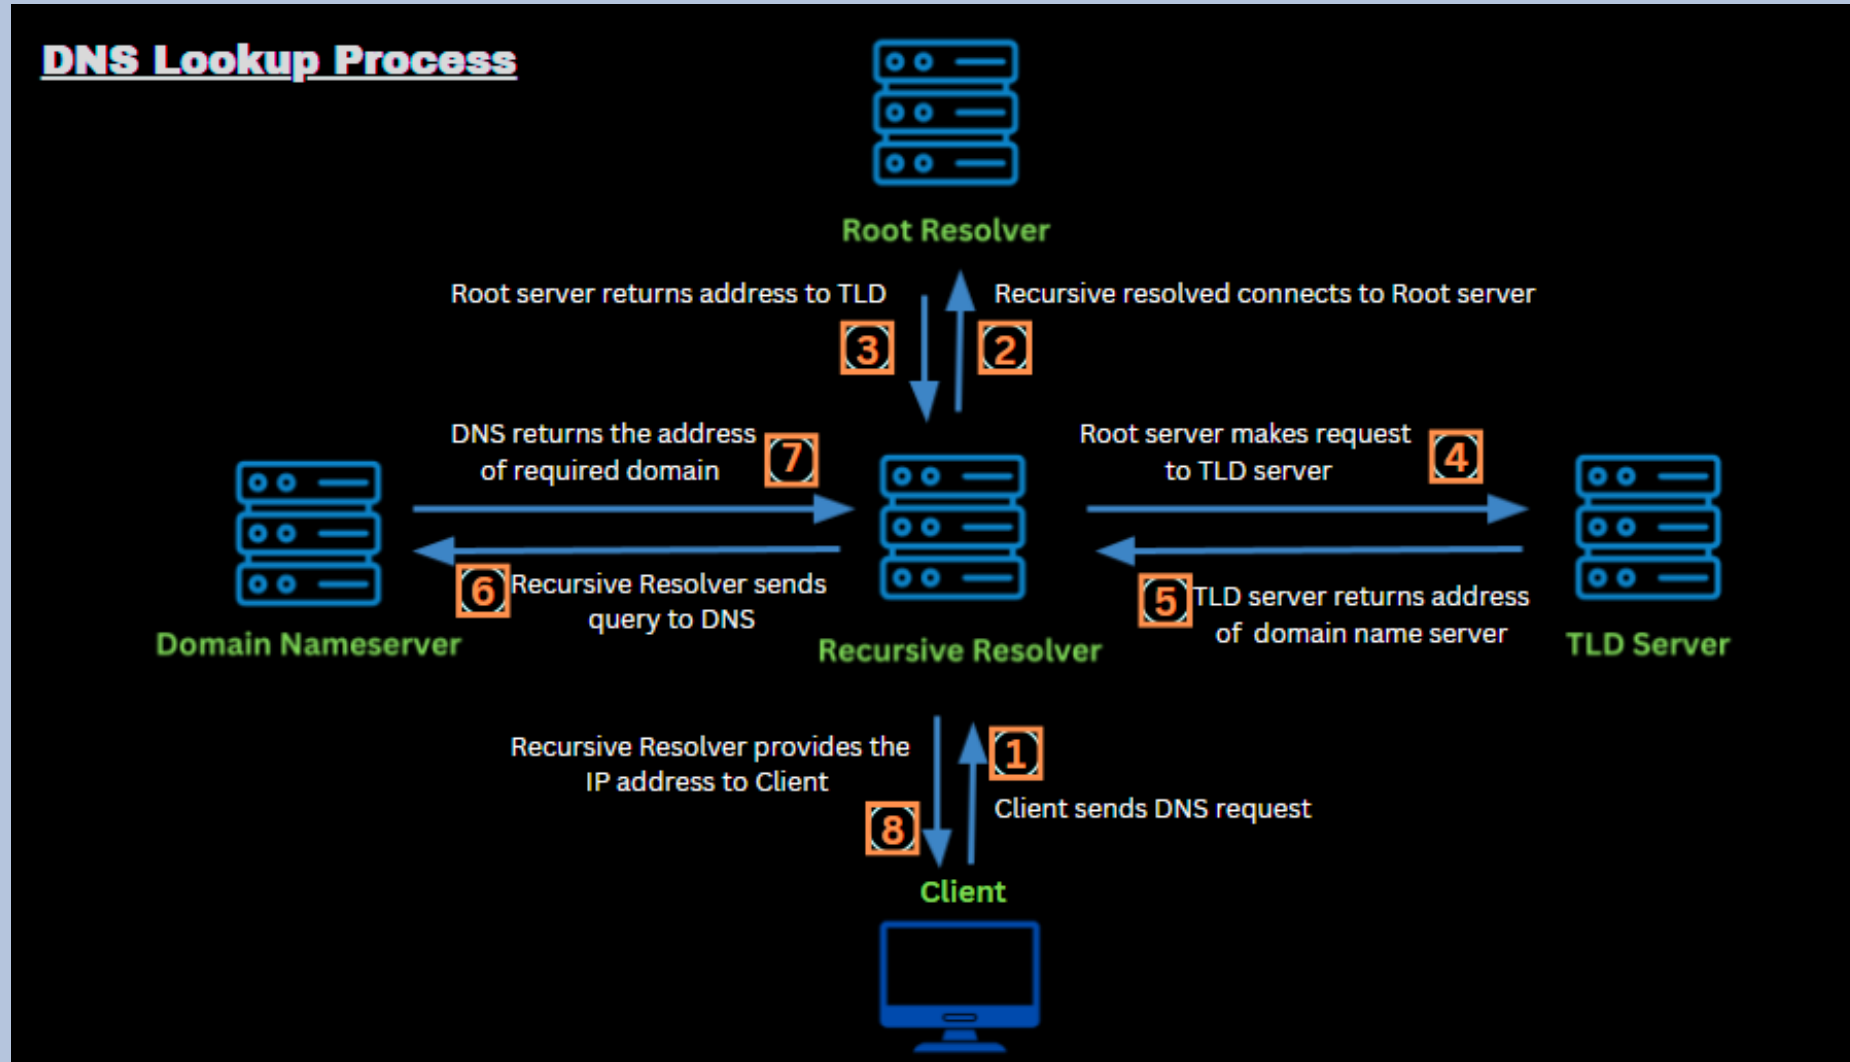 DNS Lookup Process
Root Resolver
Root server returns address to TLD
3
2
Recursive resolved connects to Root server
DNS returns the address
of required domain
7
Root server makes request
to TLD server
4
6
Recursive Resolver sends
query to DNS
5
TLD server returns address
of domain name server
Domain Nameserver
Recursive Resolver
TLD Server
Recursive Resolver provides the
IP address to Client
8
1
Client sends DNS request
Client